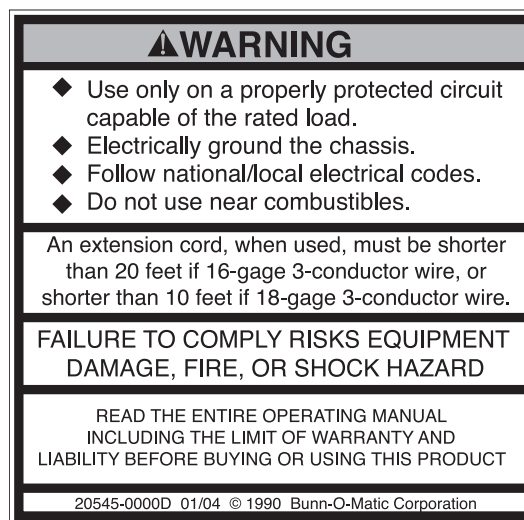 ⚠WARNING
◆ Use only on a properly protected circuit
capable of the rated load.
◆ Electrically ground the chassis.
◆ Follow national/local electrical codes.
◆ Do not use near combustibles.
An extension cord, when used, must be shorter
than 20 feet if 16-gage 3-conductor wire, or
shorter than 10 feet if 18-gage 3-conductor wire.
FAILURE TO COMPLY RISKS EQUIPMENT
DAMAGE, FIRE, OR SHOCK HAZARD
READ THE ENTIRE OPERATING MANUAL
INCLUDING THE LIMIT OF WARRANTY AND
LIABILITY BEFORE BUYING OR USING THIS PRODUCT
20545-0000D 01/04 © 1990 Bunn-O-Matic Corporation